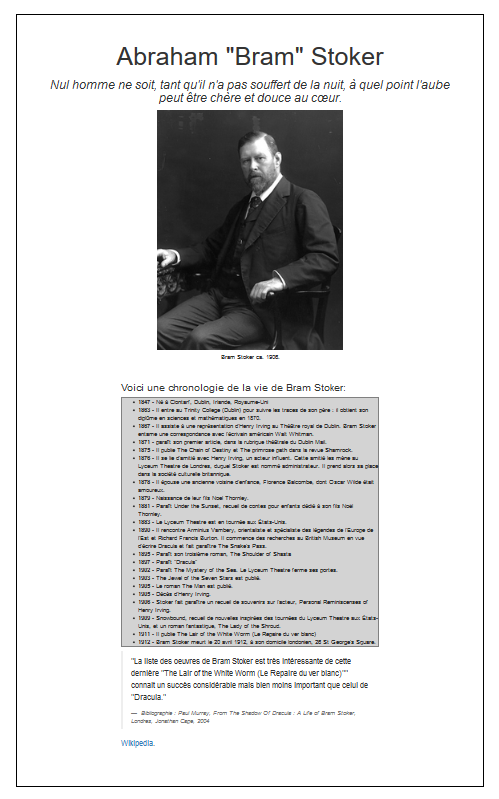 Abraham "Bram" Stoker
Nul homme ne soit, tant qu'il n'a pas souffert de la nuit, à quel point l'aube
peut être chère et douce au cœur.
Bram Stoker ca. 1906.
Voici une chronologie de la vie de Bram Stoker:
1847 - Né à Clontarf, Dublin, Irlande, Royaume-Uni
1863 - Il entre au Trinity College (Dublin) pour suivre les traces de son père : il obtient son
diplôme en sciences et mathématiques en 1870.
1867 - Il assiste à une représentation d'Henry Irving au Théâtre royal de Dublin. Bram Stoker
entame une correspondance avec l'écrivain américain Walt Whitman.
1871 - paraît son premier article, dans la rubrique théâtrale du Dublin Mail.
1875 - Il publie The Chain of Destiny et The primrose path dans la revue Shamrock.
1876 - Il se lie d'amitié avec Henry Irving, un acteur influent. Cette amitié les mène au
Lyceum Theatre de Londres, duquel Stoker est nommé administrateur. Il prend alors sa place
dans la société culturelle britannique.
1878 - Il épouse une ancienne voisine d'enfance, Florence Balcombe, dont Oscar Wilde était
amoureux.
1879 - Naissance de leur fils Noel Thornley.
1881 - Paraît Under the Sunset, recueil de contes pour enfants dédié à son fils Noël
Thornley.
1883 - Le Lyceum Theatre est en tournée aux États-Unis.
1890 - Il rencontre Arminius Vambery, orientaliste et spécialiste des légendes de l'Europe de
l'Est et Richard Francis Burton. Il commence des recherches au British Museum en vue
d'écrire Dracula et fait paraître The Snake's Pass.
1895 - Paraît son troisième roman, The Shoulder of Shasta
1897 - Paraît "Dracula"
1902 - Paraît The Mystery of the Sea. Le Lyceum Theatre ferme ses portes.
1903 - The Jewel of the Seven Stars est publié.
1905 - Le roman The Man est publié.
1905 - Décès d'Henry Irving.
1906 - Stoker fait paraître un recueil de souvenirs sur l'acteur, Personal Reminiscences of
Henry Irving.
1909 - Snowbound, recueil de nouvelles inspirées des tournées du Lyceum Theatre aux États-
Unis, et un roman fantastique, The Lady of the Shroud.
1911 - Il publie The Lair of the White Worm (Le Repaire du ver blanc)
1912 - Bram Stoker meurt le 20 avril 1912, à son domicile londonien, 26 St George's Square.
"La liste des oeuvres de Bram Stoker est très intéressante de cette
dernière "The Lair of the White Worm (Le Repaire du ver blanc)""
connaît un succès considérable mais bien moins important que celui de
"Dracula."
— Bibliographie : Paul Murray, From The Shadow Of Dracula : A Life of Bram Stoker,
Londres, Jonathan Cape, 2004
Wikipedia.